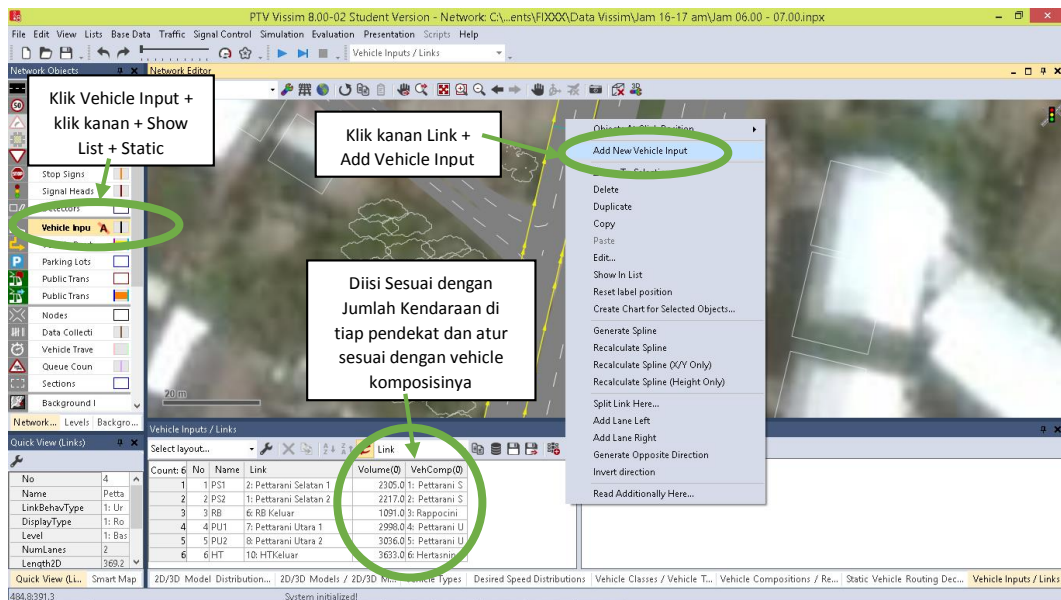 PTV Vissim 8.00-02 Student Version - Network: C:\...ents\FIXXX\Data Vissim\Jam 16-17 am\Jam 06.00 - 07.00.inpx
File Edit View Lists Base Data Traffic Signal Control Simulation Evaluation Presentation Scripts Help
Vehicle Inputs / Links
Network Objects
Network Editor
Klik Vehicle Input +
klik kanan + Show
List + Static
Klik kanan Link +
Add Vehicle Input
Diisi Sesuai dengan
Jumlah Kendaraan di
tiap pendekat dan atur
sesuai dengan vehicle
komposisinya
50
Stop Signs
Signal Heads
Detectors
Vehicle Inpu
Parking Lots
Public Trans
Public Trans
Nodes
Data Collecti
Vehicle Trave
Queue Coun
Sections
Background I
Network... Levels Backgro...
20 m
Objects At Click Position
Add New Vehicle Input
To Selection
Delete
Duplicate
Copy
Paste
Edit...
Show In List
Reset label position
Create Chart for Selected Objects...
Generate Spline
Recalculate Spline
Recalculate Spline (X/Y Only)
Recalculate Spline (Height Only)
Split Link Here...
Add Lane Left
Add Lane Right
Generate Opposite Direction
Invert direction
Read Additionally Here...
Quick View (Links)
No 4
Name Petta
LinkBehavType 1: Ur
DisplayType 1: Ro
Level 1: Bas
NumLanes 2
Length2D 369.2
Quick View (Li... Smart Map
Vehicle Inputs / Links
Select layout... Link
Count: 6 No Name Link Volume(0) VehComp(0)
1 1 PS1 2: Pettarani Selatan 1 2305.0 1: Pettarani S
2 2 PS2 1: Pettarani Selatan 2 2217.0 2: Pettarani S
3 3 RB 6: RB Keluar 1091.0 3: Rappocini
4 4 PU1 7: Pettarani Utara 1 2998.0 4: Pettarani U
5 5 PU2 8: Pettarani Utara 2 3036.0 5: Pettarani U
6 6 HT 10: HTKeluar 3633.0 6: Hertasning
2D/3D Model Distribution... 2D/3D Models / 2D/3D M... Vehicle Types Desired Speed Distributions Vehicle Classes / Vehicle T... Vehicle Compositions / Re... Static Vehicle Routing Dec... Vehicle Inputs / Links
484.8:391.3 System initialized!